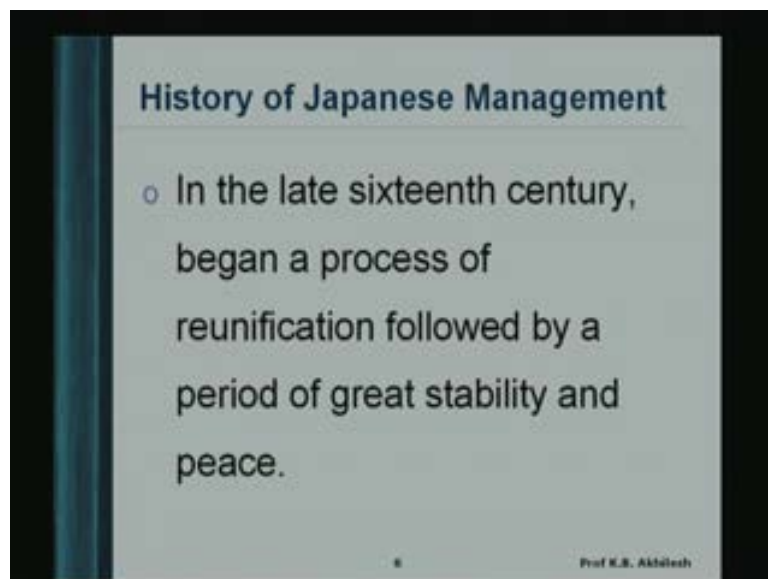 History of Japanese Management
o In the late sixteenth century,
began a process of
reunification followed by a
period of great stability and
peace.
6
Prof K.B. Akhilesh